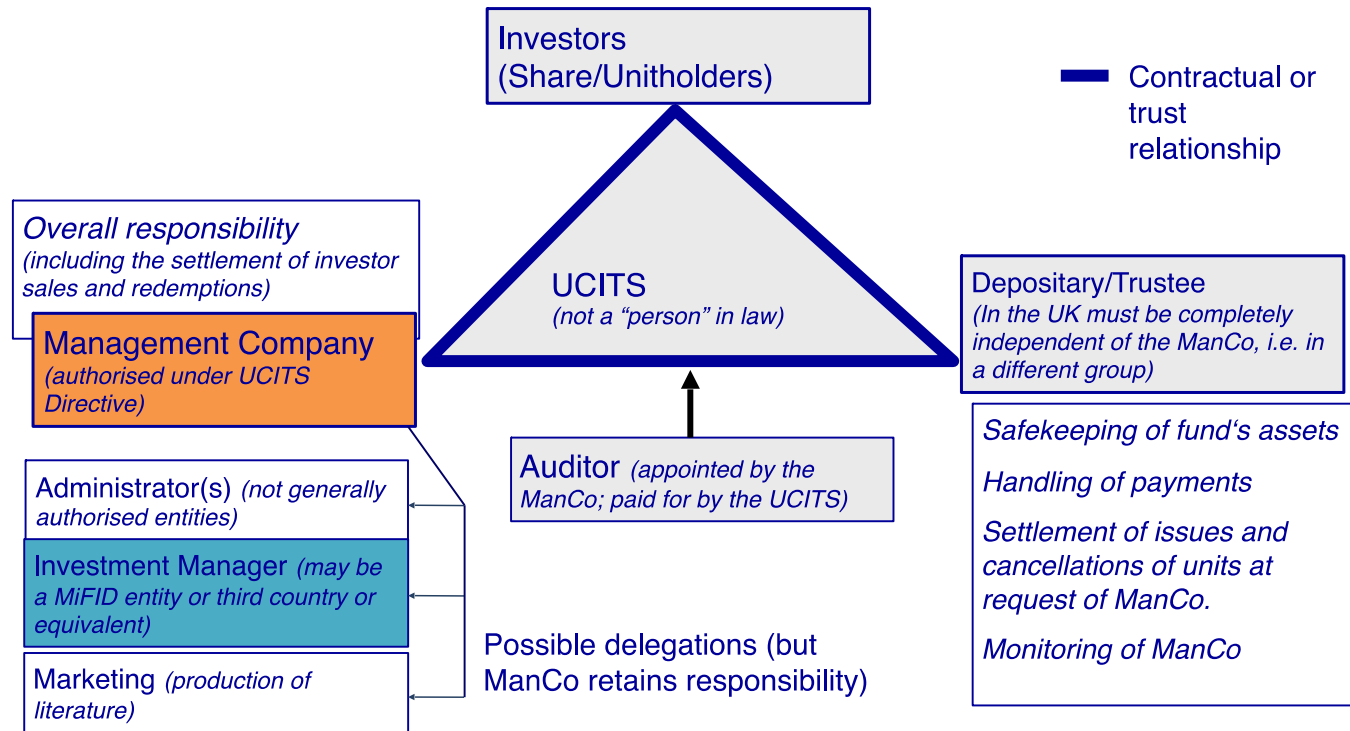 Investors
(Share/Unitholders)
Contractual or
trust
relationship
Overall responsibility
(including the settlement of investor
sales and redemptions)
Management Company
(authorised under UCITS
Directive)
UCITS
(not a “person” in law)
Depositary/Trustee
(In the UK must be completely
independent of the ManCo, i.e. in
a different group)
Safekeeping of fund‘s assets
Handling of payments
Settlement of issues and
cancellations of units at
request of ManCo.
Monitoring of ManCo
Auditor (appointed by the
ManCo; paid for by the UCITS)
Administrator(s) (not generally
authorised entities)
Investment Manager (may be
a MiFID entity or third country or
equivalent)
Marketing (production of
literature)
Possible delegations (but
ManCo retains responsibility)